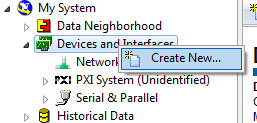 My System
Data Neighborhood
Devices and Interfaces
Create New...
Network
PXI System (Unidentified)
Serial & Parallel
Historical Data